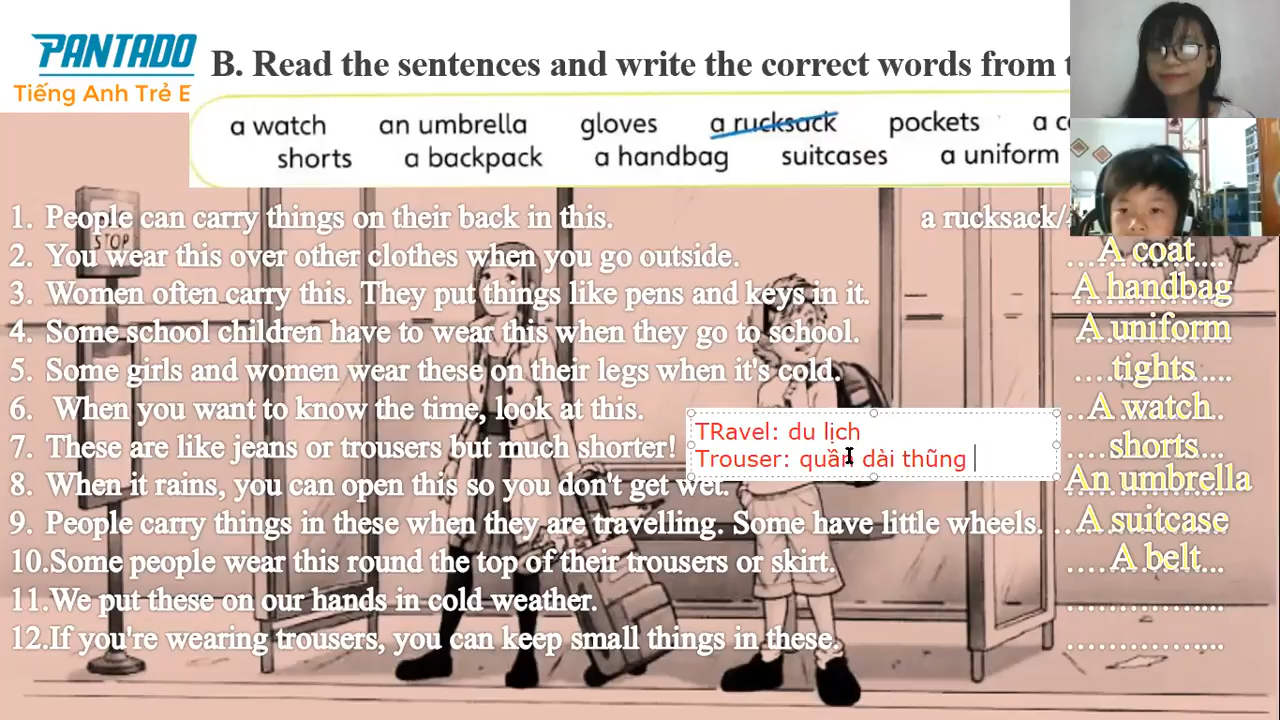 PANTADO
Tiếng Anh Trẻ E
B. Read the sentences and write the correct words from
a watch an umbrella gloves a rucksack pockets a
shorts a backpack a handbag suitcases a uniform
STOP
1. People can carry things on their back in this. a rucksack/
2. You wear this over other clothes when you go outside. ....A coat....
3. Women often carry this. They put things like pens and keys in it. A handbag
4. Some school children have to wear this when they go to school. A uniform
5. Some girls and women wear these on their legs when it's cold. ....tights....
6. When you want to know the time, look at this. ..A watch..
7. These are like jeans or trousers but much shorter! ....shorts....
TRavel: du lịch
Trouser: quần dài thũng
8. When it rains, you can open this so you don't get wet. An umbrella
9. People carry things in these when they are travelling. Some have little wheels. ....A suitcase
10.Some people wear this round the top of their trousers or skirt. ....A belt....
11.We put these on our hands in cold weather. ................
12.If you're wearing trousers, you can keep small things in these. ................